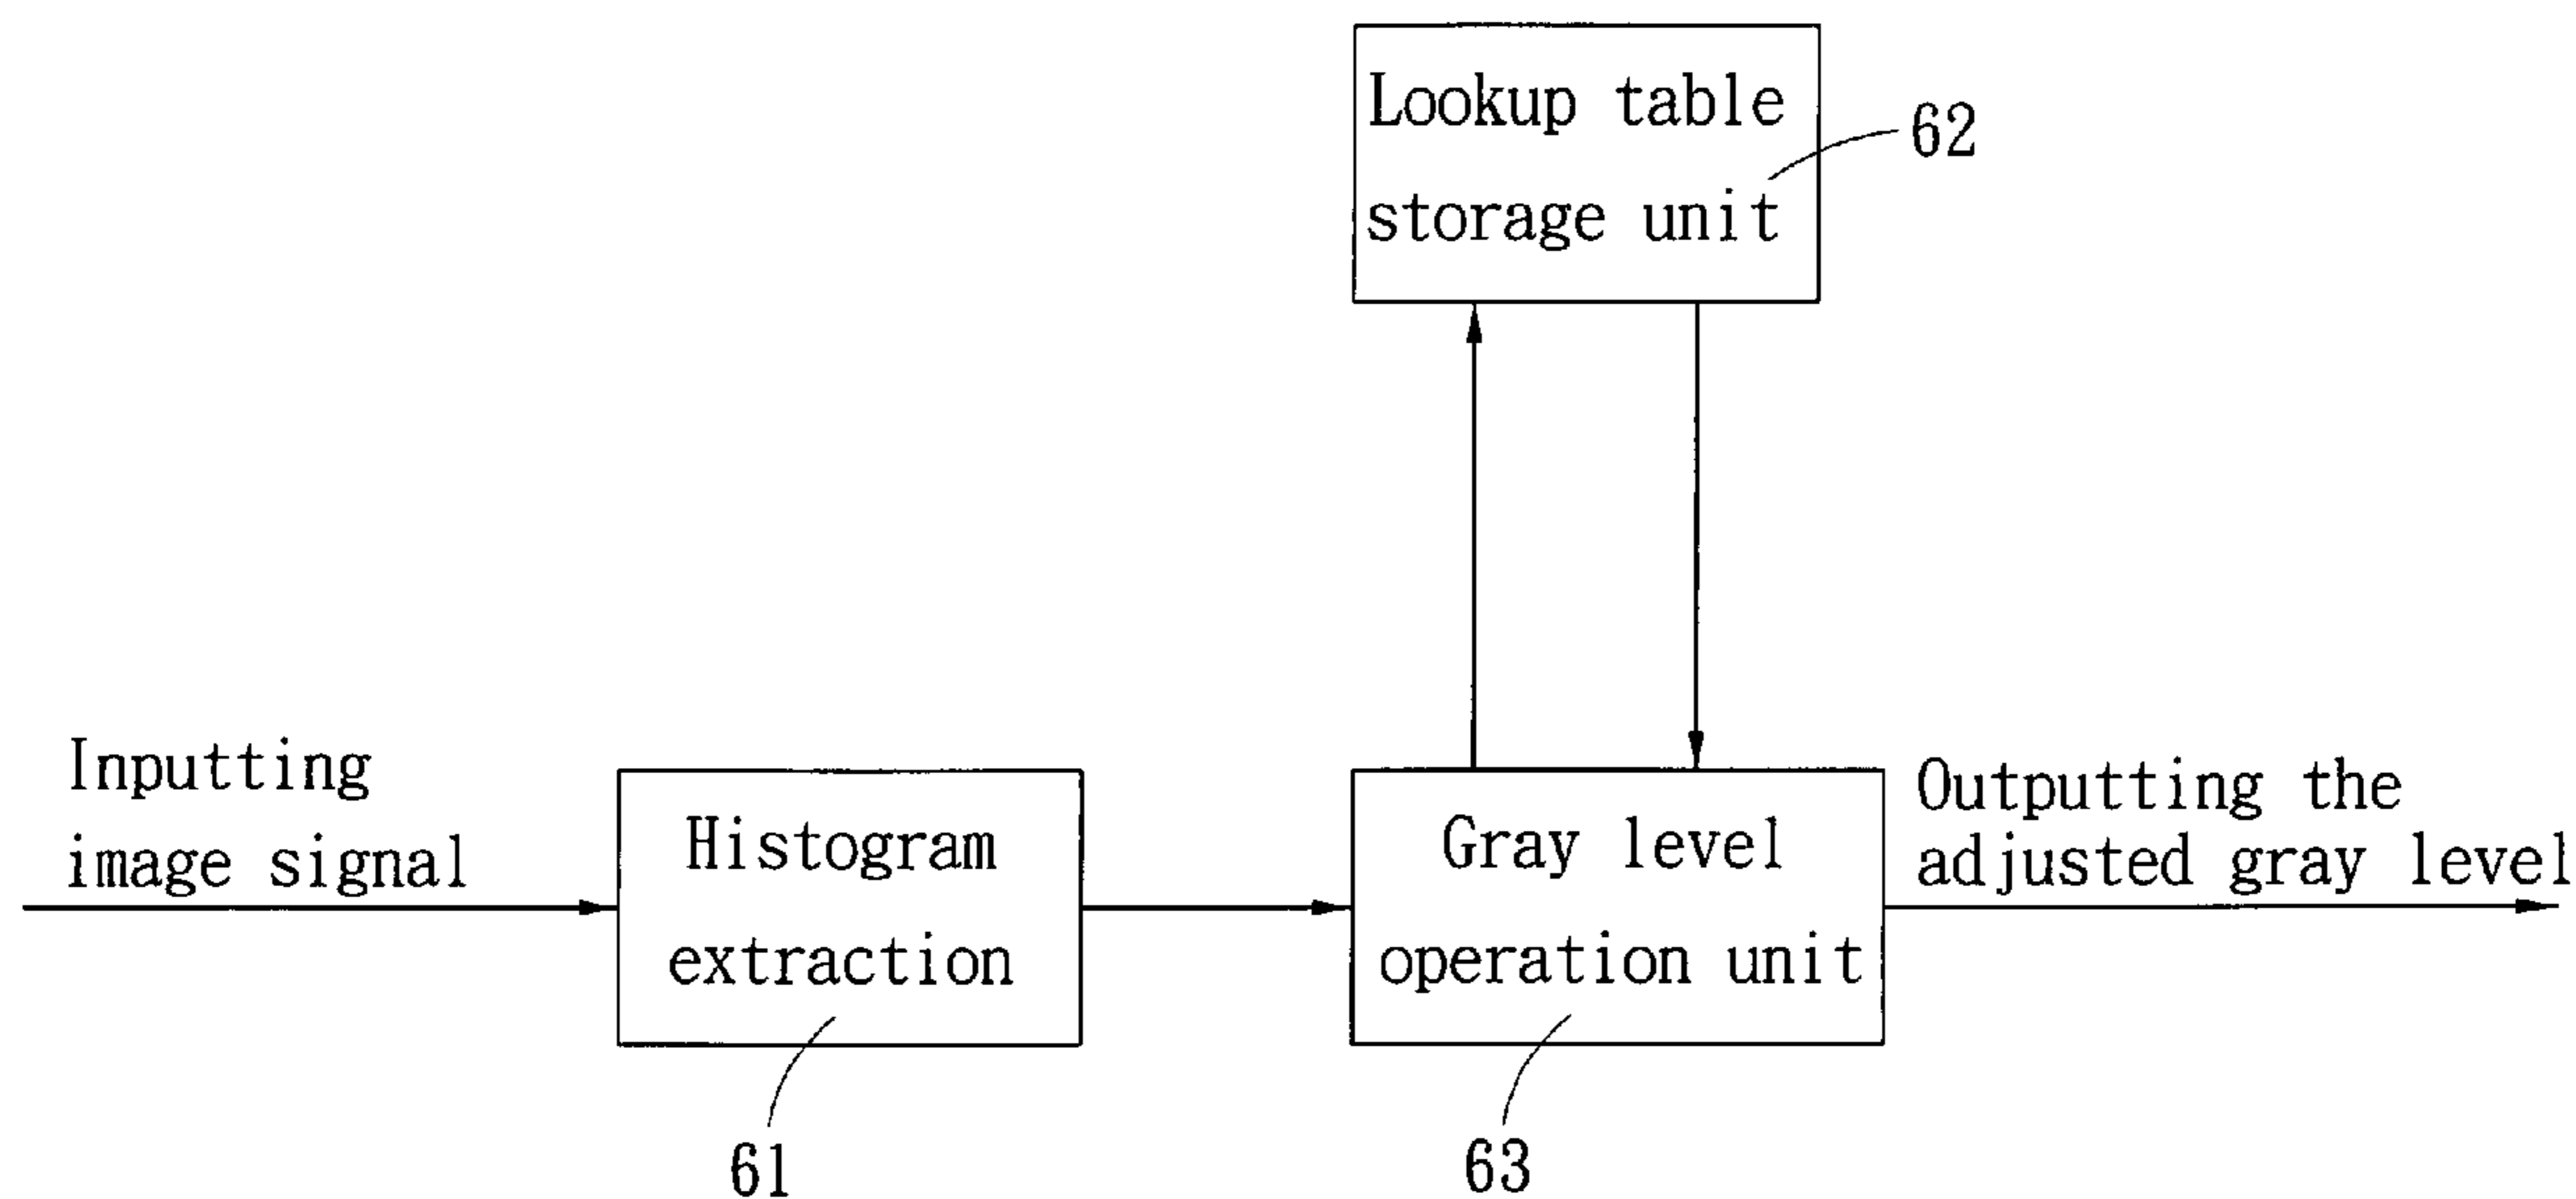 Lookup table
storage unit
62
Inputting
image signal
Histogram
extraction
61
Gray level
operation unit
63
Outputting the
adjusted gray level